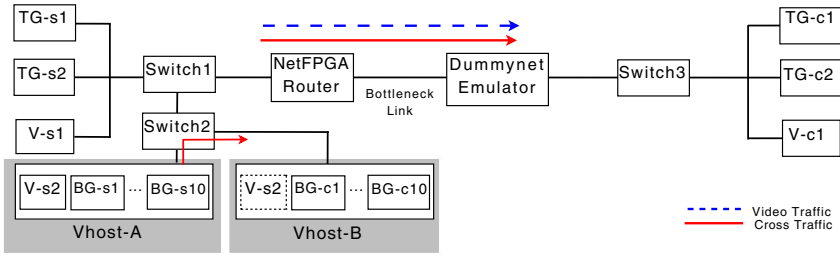 TG-s1
TG-s2
V-s1
Switch1
Switch2
NetFPGA
Router
Bottleneck
Link
Dummynet
Emulator
Switch3
TG-c1
TG-c2
V-c1
V-s2 BG-s1 ... BG-s10
Vhost-A
V-s2 BG-c1 ... BG-c10
Vhost-B
Video Traffic
Cross Traffic